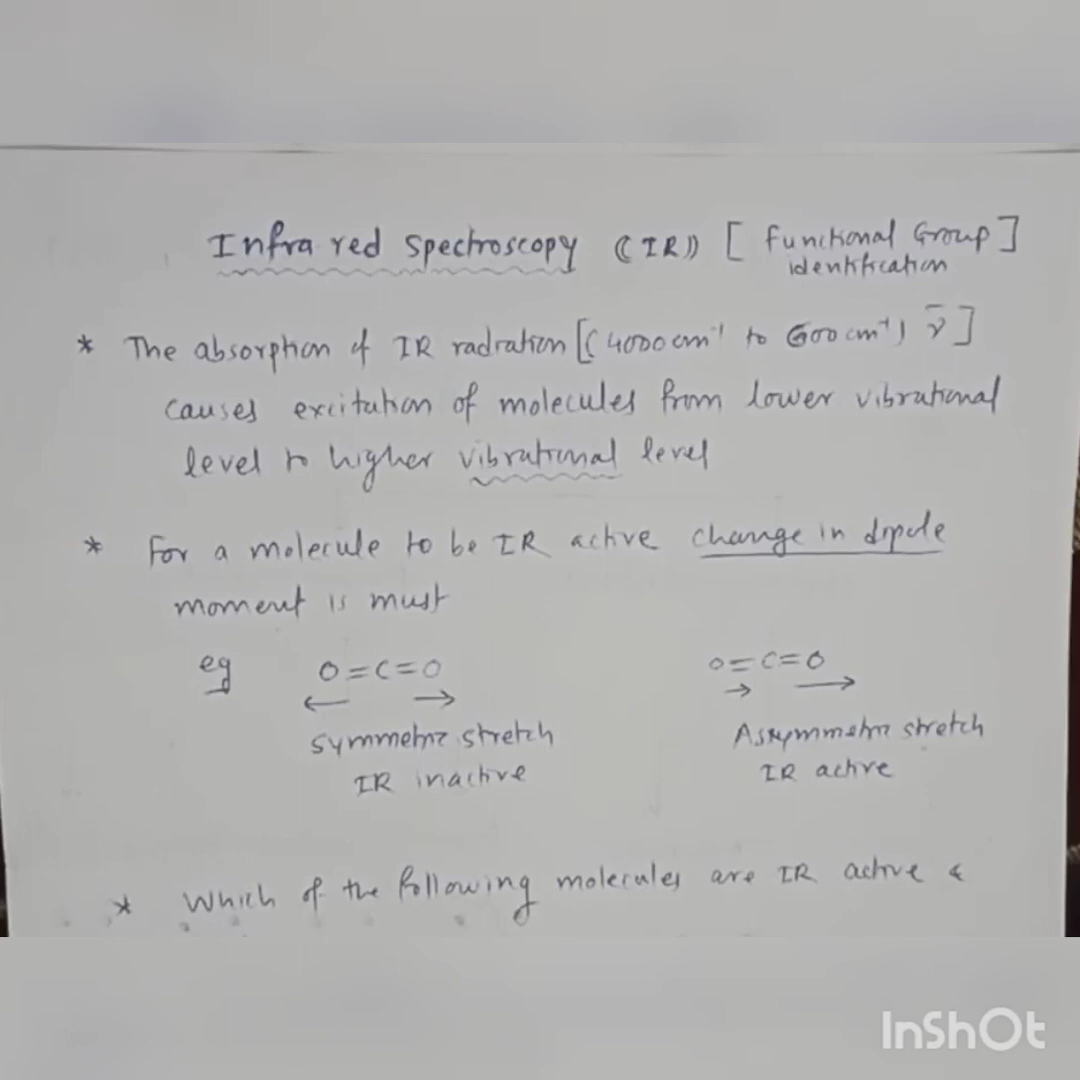 Infra red Spectroscopy (IR) [ Functional Group ]
identification
* The absorption of IR radiation [(4000 cm⁻¹ to 600 cm⁻¹) ν̄ ]
causes excitation of molecules from lower vibrational
level to higher vibrational level
* For a molecule to be IR active change in dipole
moment is must
eg O=C=O O=C=O
← → → →
symmetric stretch Assymmetric stretch
IR inactive IR active
* Which of the following molecules are IR active &
InShOt